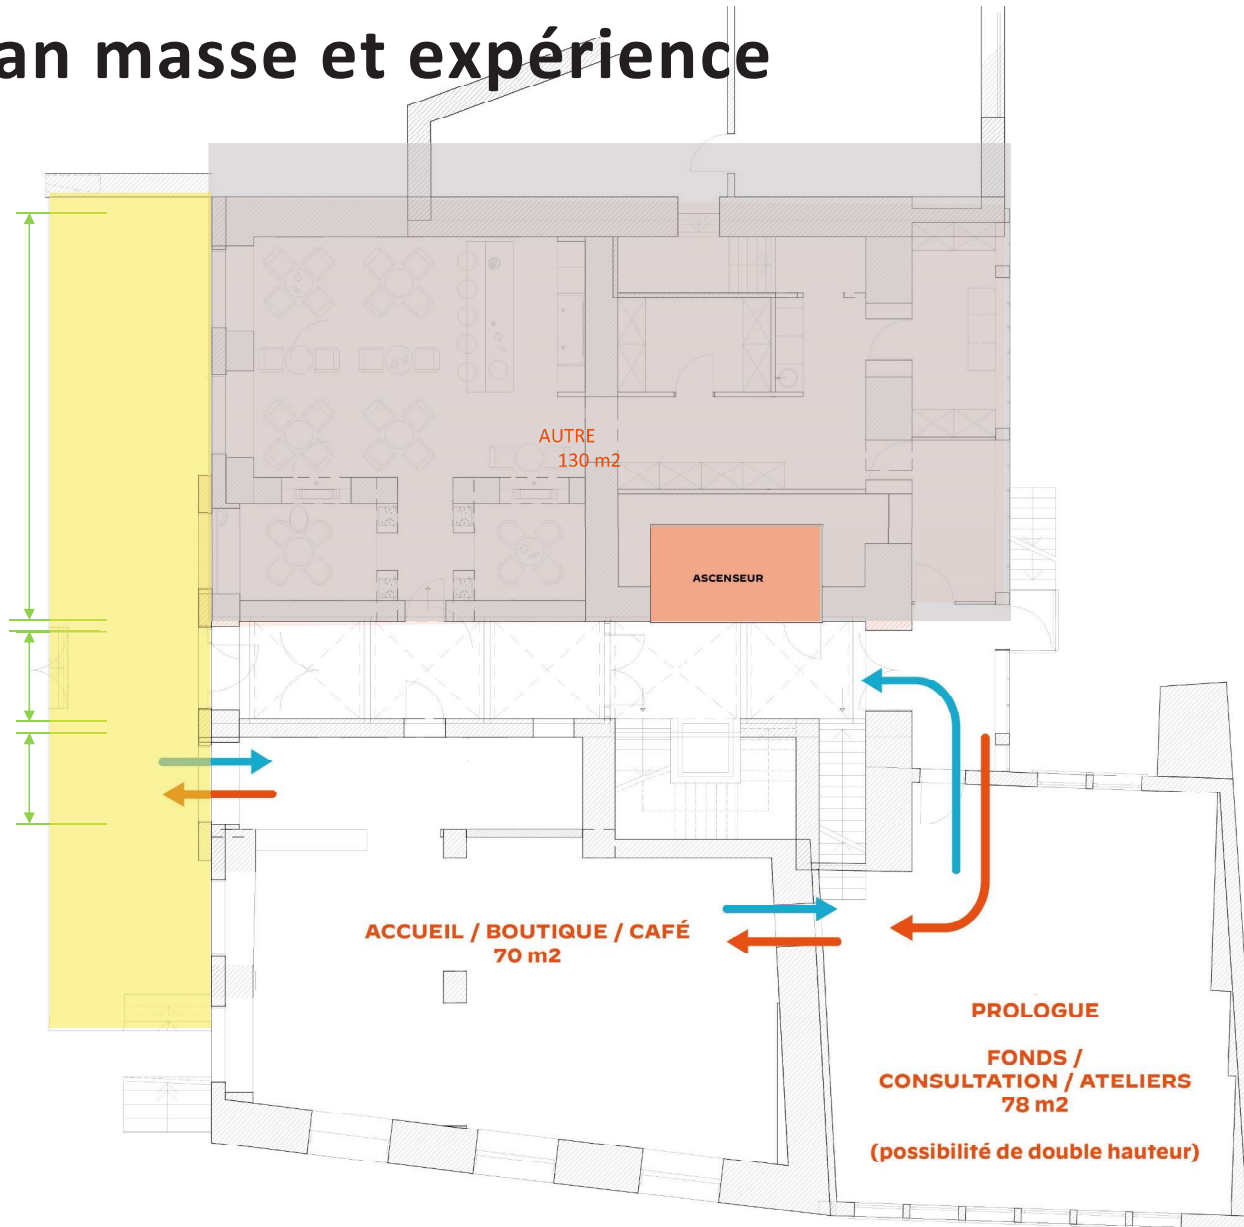 an masse et expérience
AUTRE
130 m2
ASCENSEUR
ACCUEIL / BOUTIQUE / CAFÉ
70 m2
PROLOGUE
FONDS /
CONSULTATION / ATELIERS
78 m2
(possibilité de double hauteur)